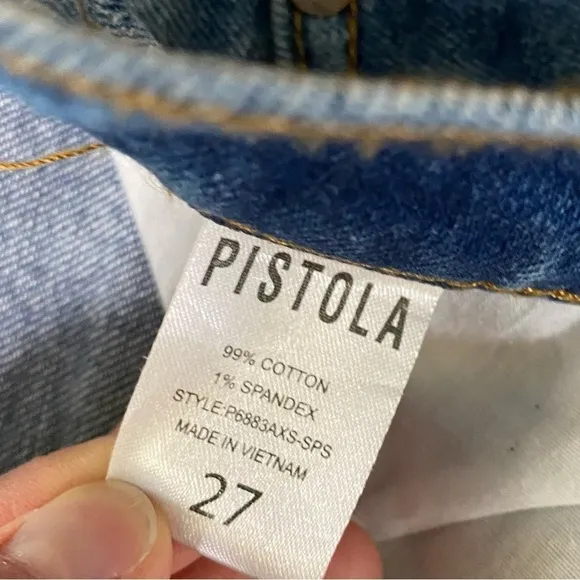 PISTOLA
99% COTTON
1% SPANDEX
STYLE:P6883AXS-SPS
MADE IN VIETNAM
27